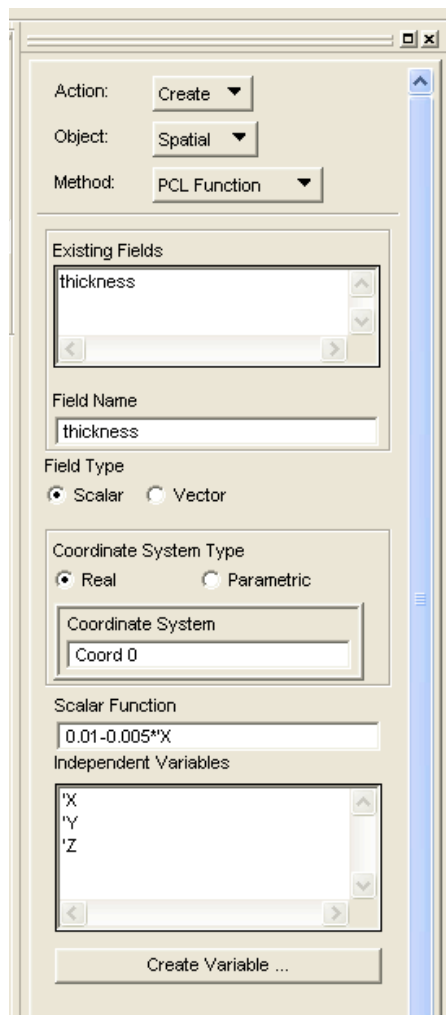 Action: Create
Object: Spatial
Method: PCL Function
Existing Fields
thickness
Field Name
thickness
Field Type
Scalar Vector
Coordinate System Type
Real Parametric
Coordinate System
Coord 0
Scalar Function
0.01-0.005*'X
Independent Variables
'X
'Y
'Z
Create Variable ...